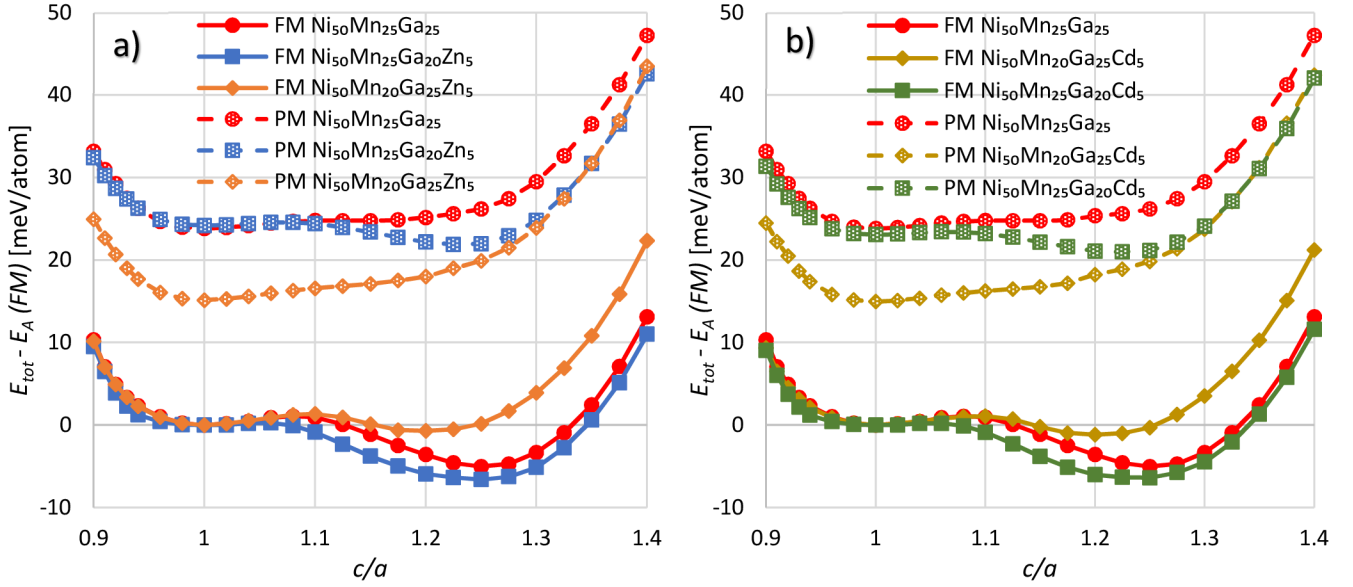 a)
FM Ni₅₀Mn₂₅Ga₂₅
FM Ni₅₀Mn₂₅Ga₂₀Zn₅
FM Ni₅₀Mn₂₀Ga₂₅Zn₅
PM Ni₅₀Mn₂₅Ga₂₅
PM Ni₅₀Mn₂₅Ga₂₀Zn₅
PM Ni₅₀Mn₂₀Ga₂₅Zn₅
E_tot - E_A (FM) [meV/atom]
50
40
30
20
10
0
-10
0.9 1 1.1 1.2 1.3 1.4
c/a
b)
FM Ni₅₀Mn₂₅Ga₂₅
FM Ni₅₀Mn₂₀Ga₂₅Cd₅
FM Ni₅₀Mn₂₅Ga₂₀Cd₅
PM Ni₅₀Mn₂₅Ga₂₅
PM Ni₅₀Mn₂₀Ga₂₅Cd₅
PM Ni₅₀Mn₂₅Ga₂₀Cd₅
E_tot - E_A (FM) [meV/atom]
50
40
30
20
10
0
-10
0.9 1 1.1 1.2 1.3 1.4
c/a